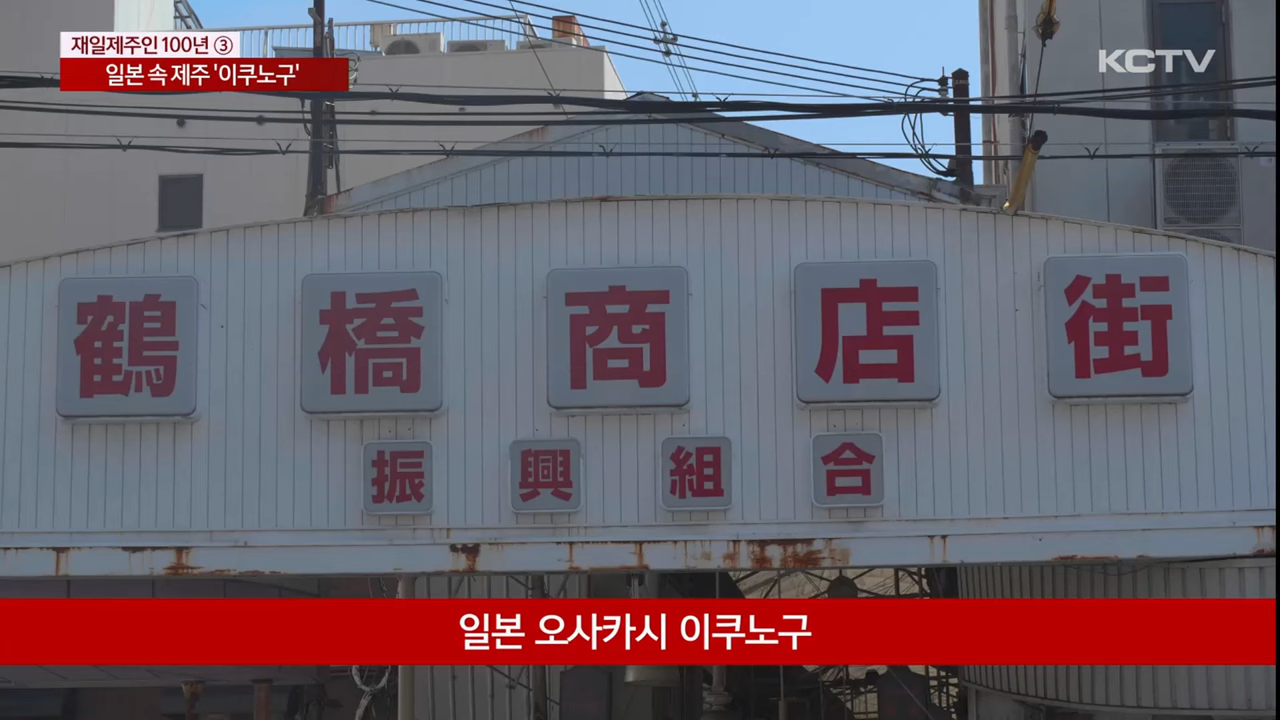 재일제주인 100년 ③
일본 속 제주 '이쿠노구'
KCTV
鶴橋商店街
振興組合
일본 오사카시 이쿠노구